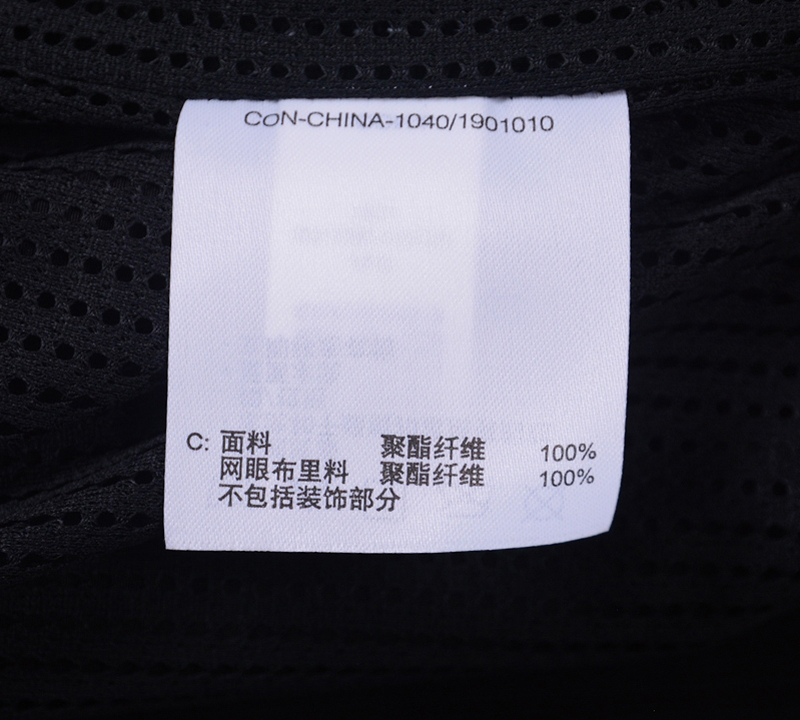 CON-CHINA-1040/1901010
C: 面料 聚酯纤维 100%
网眼布里料 聚酯纤维 100%
不包括装饰部分